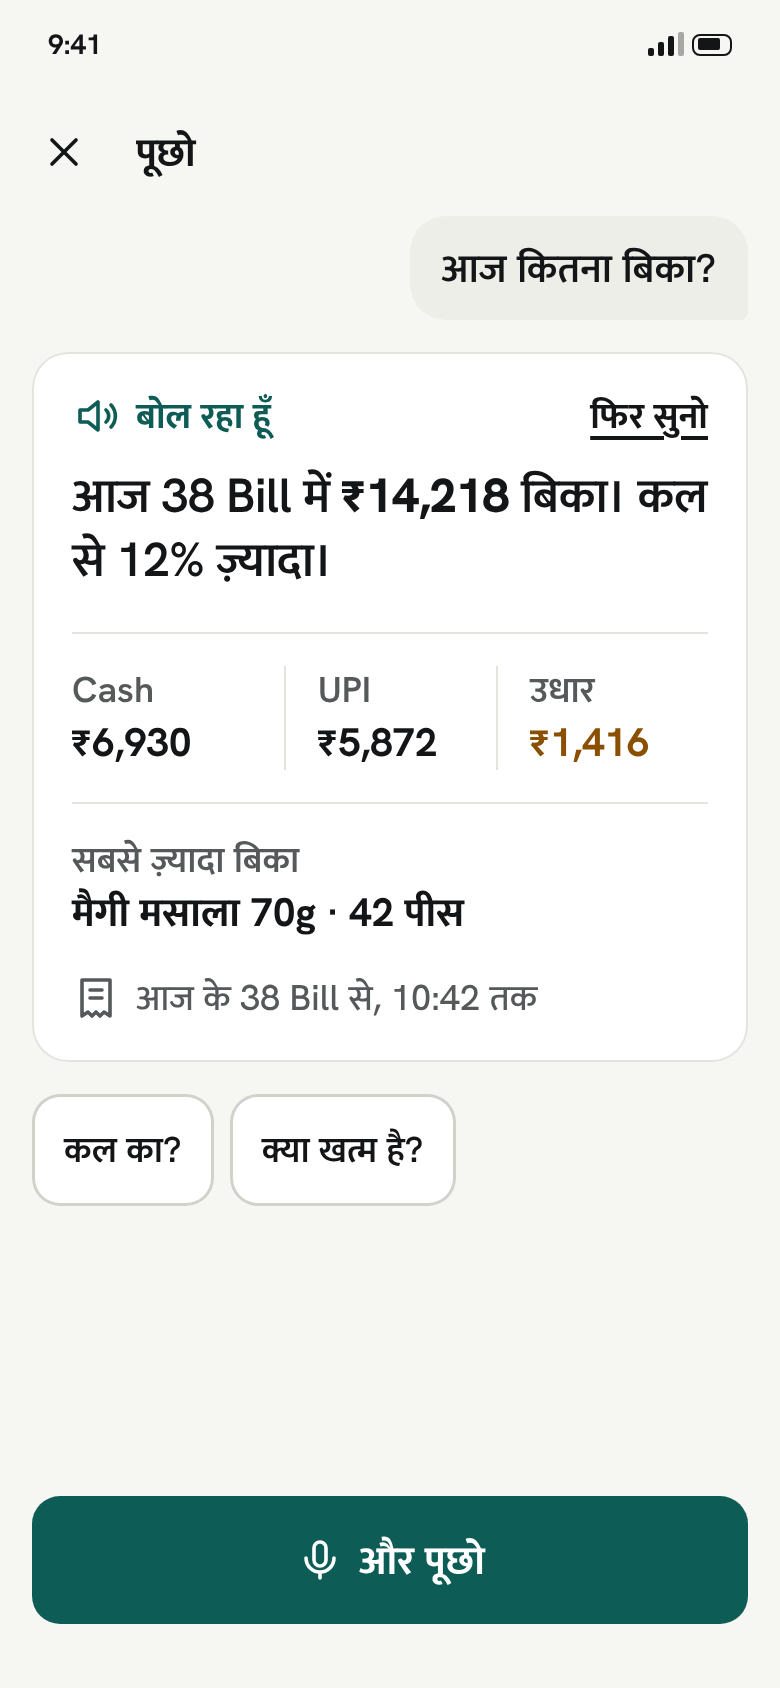 9:41
पूछो
आज कितना बिका?
बोल रहा हूँ
फिर सुनो
आज 38 Bill में ₹14,218 बिका। कल
से 12% ज़्यादा।
Cash
₹6,930
UPI
₹5,872
उधार
₹1,416
सबसे ज़्यादा बिका
मैगी मसाला 70g · 42 पीस
आज के 38 Bill से, 10:42 तक
कल का?
क्या खत्म है?
और पूछो